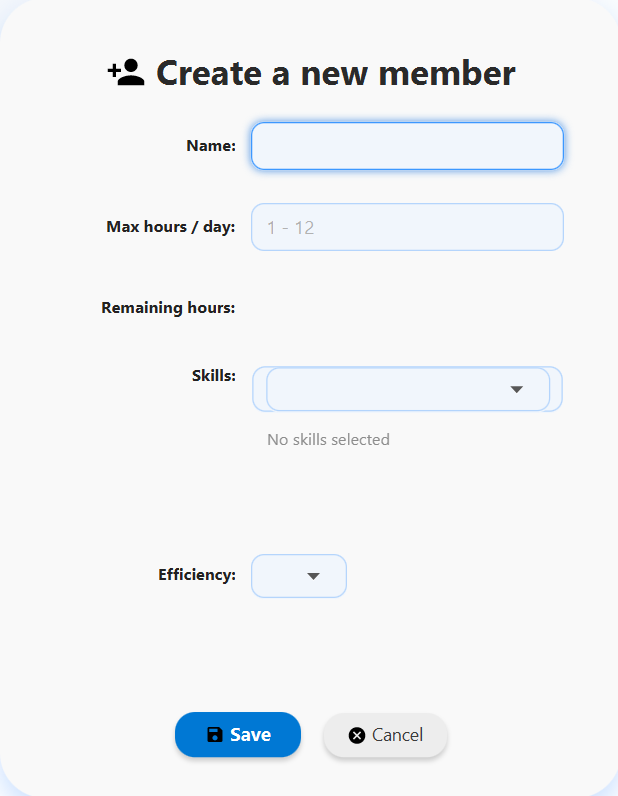 Create a new member
Name:
Max hours / day: 1 - 12
Remaining hours:
Skills:
No skills selected
Efficiency:
Save Cancel